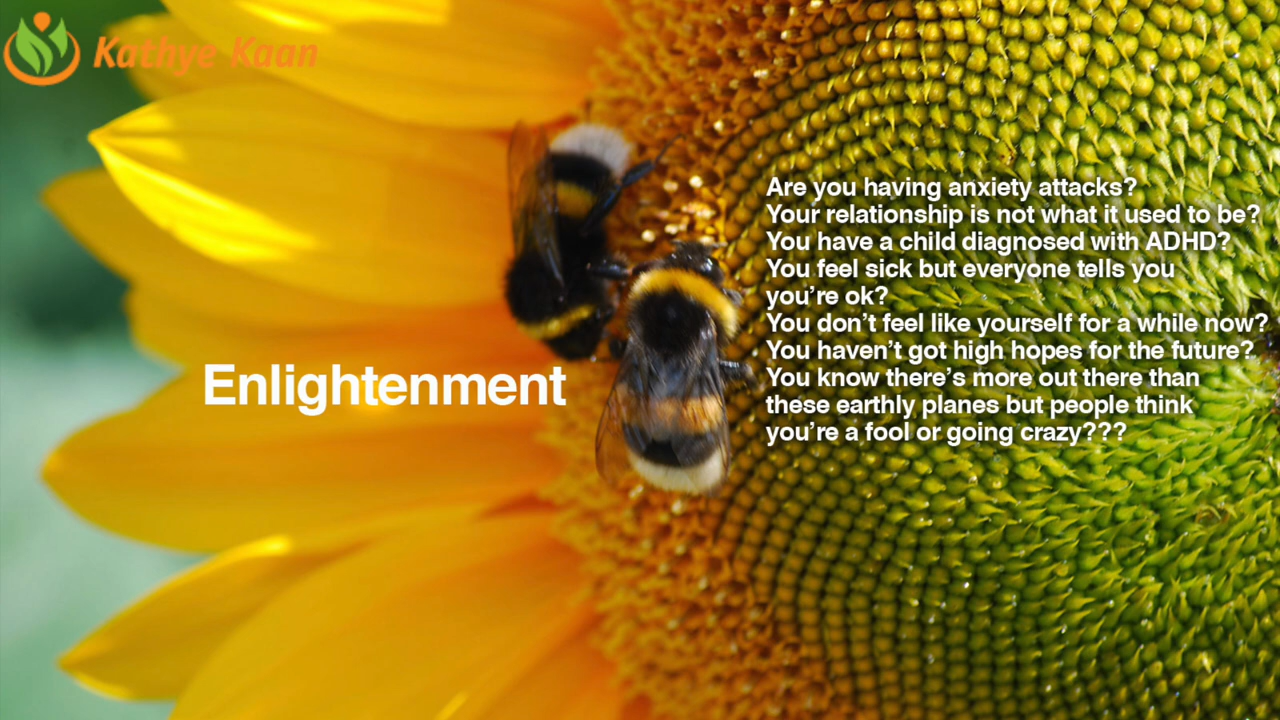 Kathye Kaan
Are you having anxiety attacks?
Your relationship is not what it used to be?
You have a child diagnosed with ADHD?
You feel sick but everyone tells you
you’re ok?
You don’t feel like yourself for a while now?
You haven’t got high hopes for the future?
You know there’s more out there than
these earthly planes but people think
you’re a fool or going crazy???
Enlightenment